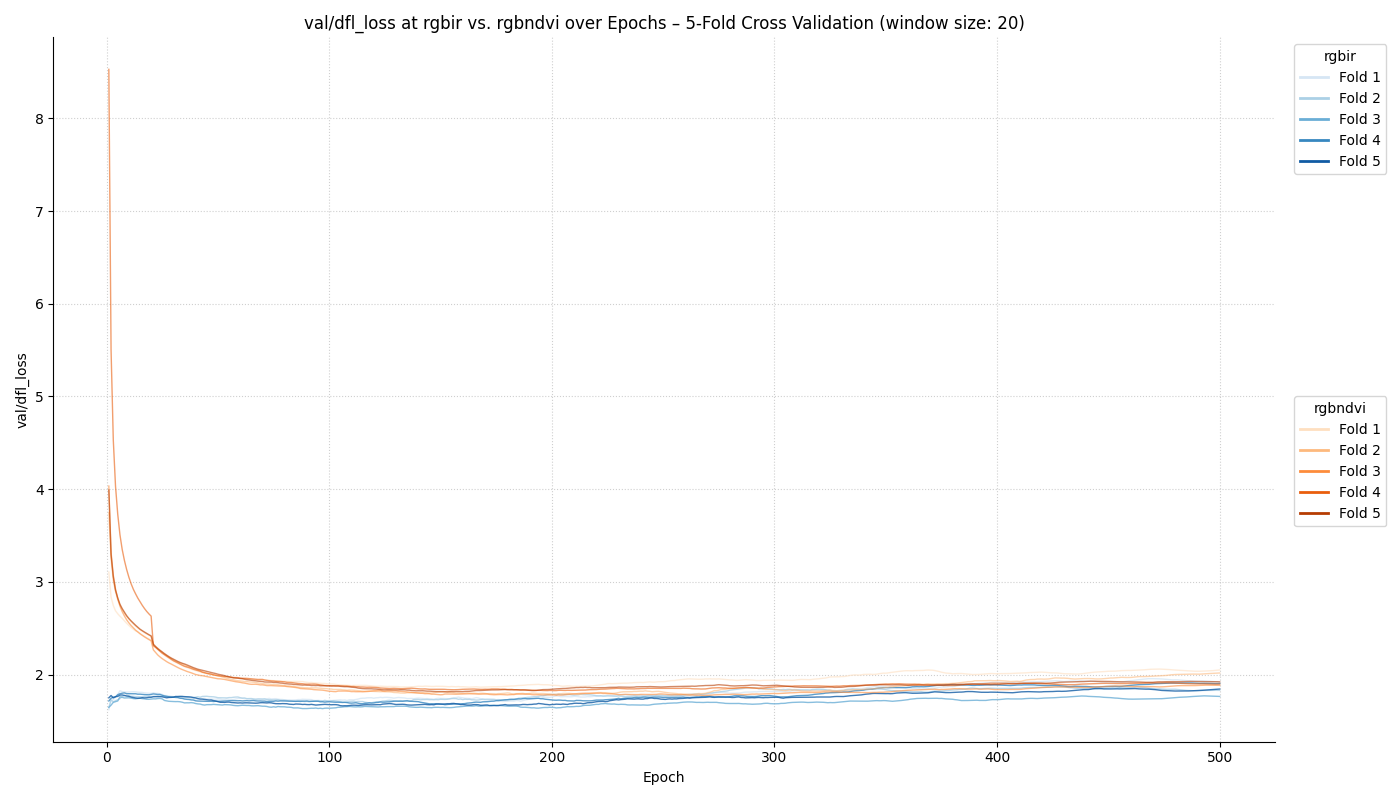 val/dfl_loss at rgbir vs. rgbndvi over Epochs – 5-Fold Cross Validation (window size: 20)
val/dfl_loss
8
7
6
5
4
3
2
0
100
200
300
400
500
Epoch
rgbir
Fold 1
Fold 2
Fold 3
Fold 4
Fold 5
rgbndvi
Fold 1
Fold 2
Fold 3
Fold 4
Fold 5